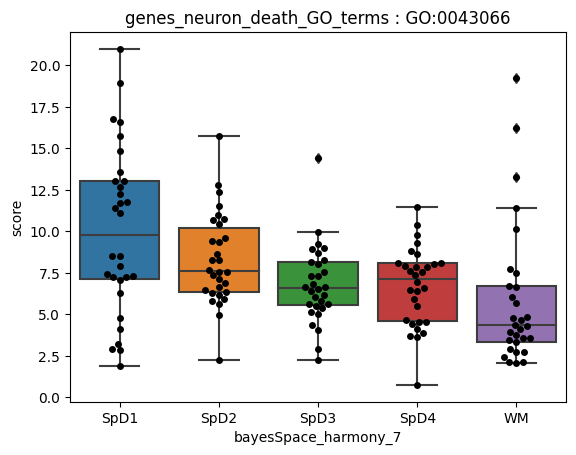 genes_neuron_death_GO_terms : GO:0043066
score
20.0
17.5
15.0
12.5
10.0
7.5
5.0
2.5
0.0
SpD1 SpD2 SpD3 SpD4 WM
bayesSpace_harmony_7